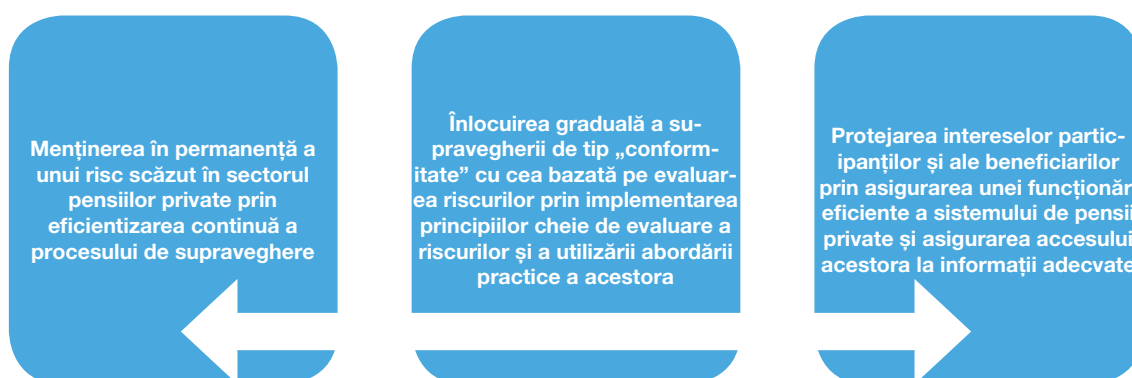 Menținerea în permanență a
unui risc scăzut în sectorul
pensiilor private prin
eficientizarea continuă a
procesului de supraveghere
Înlocuirea graduală a su-
pravegherii de tip „conform-
itate” cu cea bazată pe evaluar-
ea riscurilor prin implementarea
principiilor cheie de evaluare a
riscurilor și a utilizării abordării
practice a acestora
Protejarea intereselor partic-
ipanților și ale beneficiarilor
prin asigurarea unei funcționăr
eficiente a sistemului de pensii
private și asigurarea accesului
acestora la informații adecvate